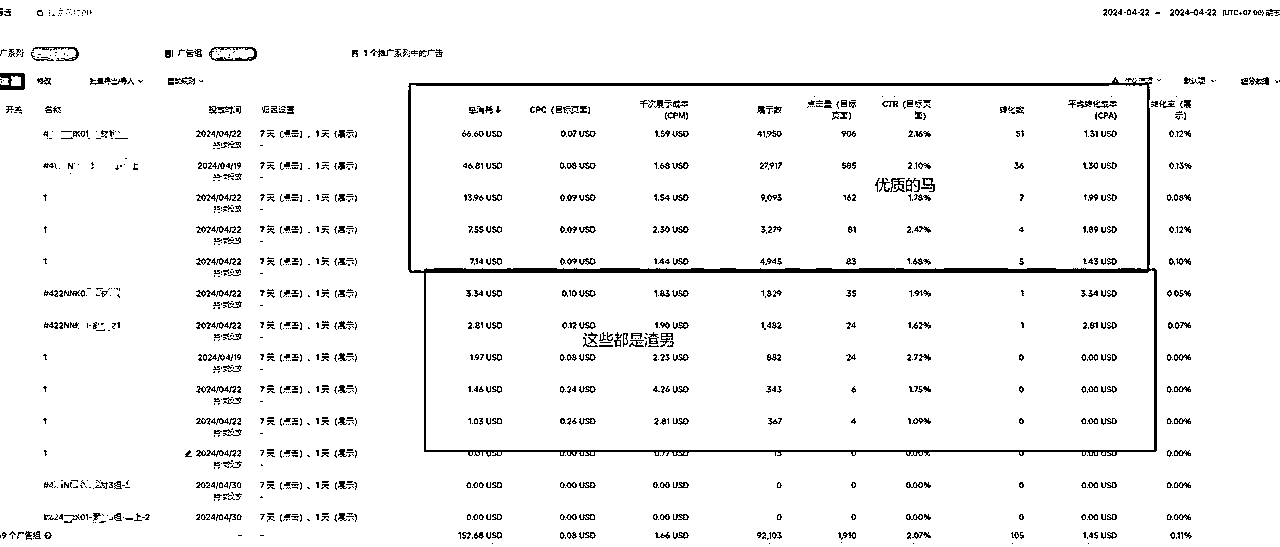 2024-04-22 – 2024-04-22 (UTC+07:00)
广系列 广告组 1 个推广系列中的广告
修改 批量导出/导入 自动规则 默认项
开关 名称 投放时间 归因设置 总消耗↓ CPC (目标页面) 千次展示成本 (CPM) 展示数 点击量 (目标页面) CTR (目标页面) 转化数 平均转化成本 (CPA) 转化率 (展示)
2024/04/22 7 天 (点击)、1 天 (展示) 66.60 USD 0.07 USD 1.59 USD 41,950 906 2.16% 51 1.31 USD 0.12%
持续投放 -
2024/04/19 7 天 (点击)、1 天 (展示) 46.81 USD 0.08 USD 1.68 USD 27,917 585 2.10% 36 1.30 USD 0.13%
持续投放 -
优质的马
2024/04/22 7 天 (点击)、1 天 (展示) 13.96 USD 0.09 USD 1.54 USD 9,093 162 1.78% 7 1.99 USD 0.08%
持续投放 -
2024/04/22 7 天 (点击)、1 天 (展示) 7.55 USD 0.09 USD 2.30 USD 3,279 81 2.47% 4 1.89 USD 0.12%
持续投放 -
2024/04/22 7 天 (点击)、1 天 (展示) 7.14 USD 0.09 USD 1.44 USD 4,945 83 1.68% 5 1.43 USD 0.10%
持续投放 -
2024/04/22 7 天 (点击)、1 天 (展示) 3.34 USD 0.10 USD 1.83 USD 1,829 35 1.91% 1 3.34 USD 0.05%
持续投放 -
2024/04/22 7 天 (点击)、1 天 (展示) 2.81 USD 0.12 USD 1.90 USD 1,482 24 1.62% 1 2.81 USD 0.07%
持续投放 -
这些都是渣男
2024/04/19 7 天 (点击)、1 天 (展示) 1.97 USD 0.08 USD 2.23 USD 882 24 2.72% 0 0.00 USD 0.00%
持续投放 -
2024/04/22 7 天 (点击)、1 天 (展示) 1.46 USD 0.24 USD 4.26 USD 343 6 1.75% 0 0.00 USD 0.00%
持续投放 -
2024/04/22 7 天 (点击)、1 天 (展示) 1.03 USD 0.26 USD 2.81 USD 367 4 1.09% 0 0.00 USD 0.00%
持续投放 -
2024/04/22 7 天 (点击)、1 天 (展示) 0.01 USD 0.00 USD 0.77 USD 13 0 0.00% 0 0.00 USD 0.00%
持续投放 -
2024/04/30 7 天 (点击)、1 天 (展示) 0.00 USD 0.00 USD 0.00 USD 0 0 0.00% 0 0.00 USD 0.00%
持续投放 -
2024/04/30 7 天 (点击)、1 天 (展示) 0.00 USD 0.00 USD 0.00 USD 0 0 0.00% 0 0.00 USD 0.00%
9 个广告组 - - 152.68 USD 0.08 USD 1.66 USD 92,103 1,910 2.07% 105 1.45 USD 0.11%